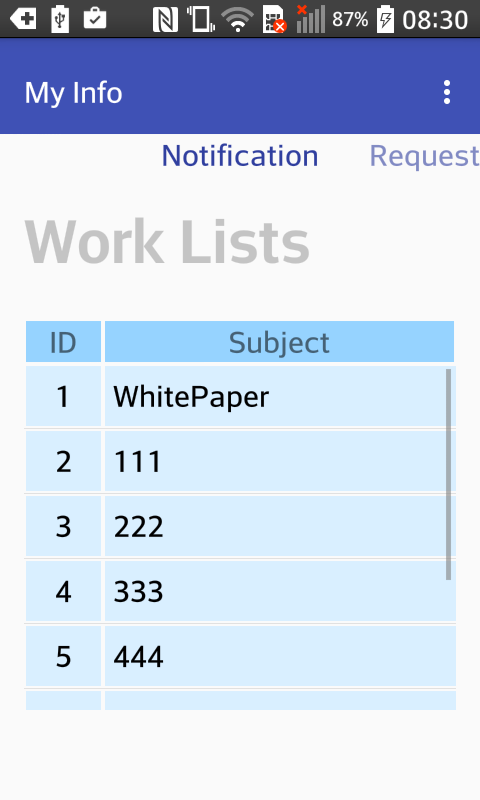 87% 08:30
My Info
Notification Request
Work Lists
ID Subject
1 WhitePaper
2 111
3 222
4 333
5 444